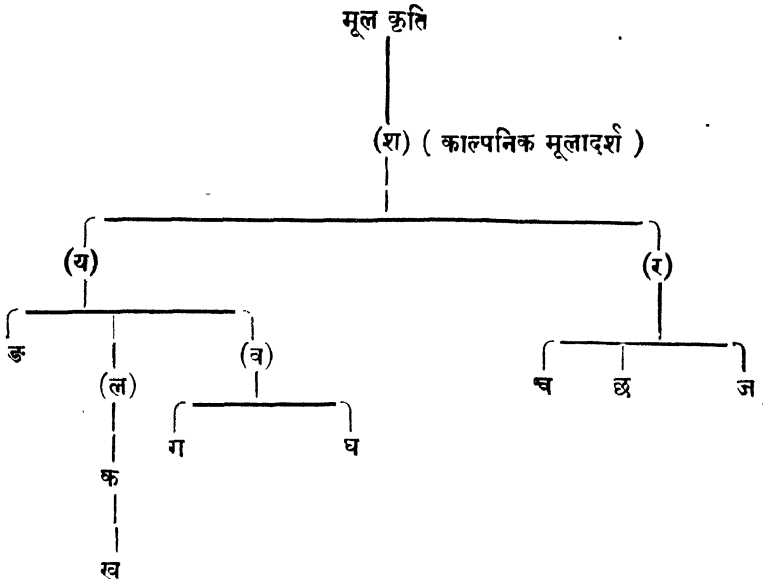 मूल कृति
(श) ( काल्पनिक मूलादर्श )
(य) (र)
ङ (ल) (व) च छ ज
ग घ
क
ख